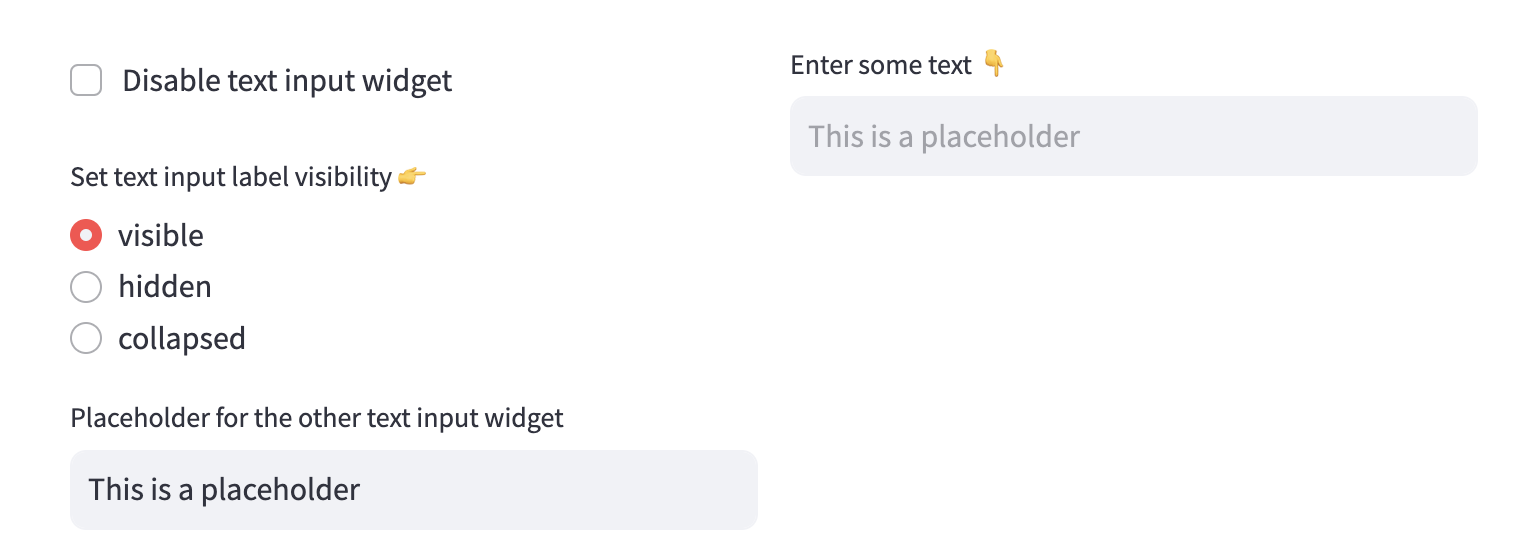 Disable text input widget
Set text input label visibility 👉
visible
hidden
collapsed
Placeholder for the other text input widget
This is a placeholder
Enter some text 👇
This is a placeholder